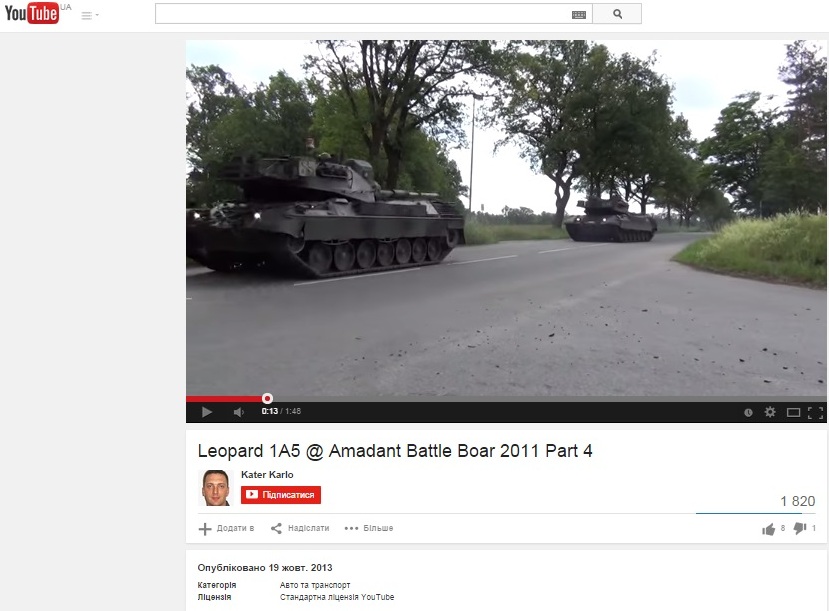 YouTube UA
0:13 / 1:48
Leopard 1A5 @ Amadant Battle Boar 2011 Part 4
Kater Karlo
Підписатися
1 820
Додати в Надіслати Більше 8 1
Опубліковано 19 жовт. 2013
Категорія Авто та транспорт
Ліцензія Стандартна ліцензія YouTube